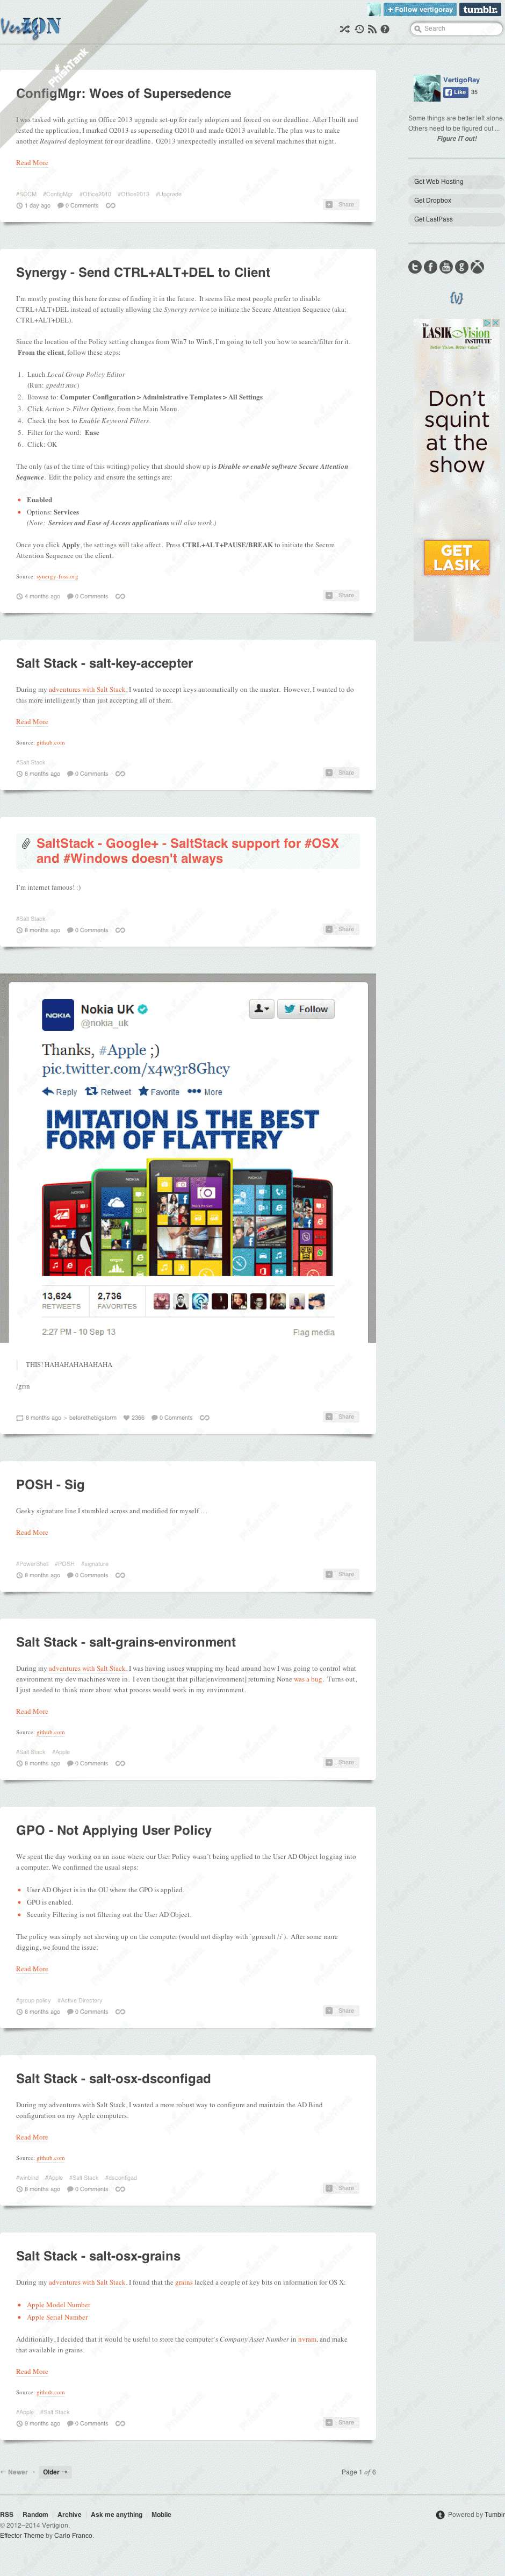 VertiZON
PhishTank
+ Follow vertigoray
tumblr.
Search
ConfigMgr: Woes of Supersedence
I was tasked with getting an Office 2013 upgrade set-up for early adopters and forced on our deadline. After I built and
tested the application, I marked O2013 as superseding O2010 and made O2013 available. The plan was to make
another Required deployment for our deadline. O2013 unexpectedly installed on several machines that night.
Read More
#SCCM #ConfigMgr #Office2010 #Office2013 #Upgrade
1 day ago 0 Comments
Share
VertigoRay
Like 35
Some things are better left alone.
Others need to be figured out ...
Figure IT out!
Get Web Hosting
Get Dropbox
Get LastPass
The LASIK Vision Institute
Better Vision. Better Value.
Don't
squint
at the
show
GET
LASIK
Synergy - Send CTRL+ALT+DEL to Client
I'm mostly posting this here for ease of finding it in the future. It seems like most people prefer to disable
CTRL+ALT+DEL instead of actually allowing the Synergy service to initiate the Secure Attention Sequence (aka:
CTRL+ALT+DEL).
Since the location of the Policy setting changes from Win7 to Win8, I'm going to tell you how to search/filter for it.
From the client, follow these steps:
1. Lauch Local Group Policy Editor
(Run: gpedit.msc)
2. Browse to: Computer Configuration > Administrative Templates > All Settings
3. Click Action > Filter Options, from the Main Menu.
4. Check the box to Enable Keyword Filters.
5. Filter for the word: Ease
6. Click: OK
The only (as of the time of this writing) policy that should show up is Disable or enable software Secure Attention
Sequence. Edit the policy and ensure the settings are:
Enabled
Options: Services
(Note: Services and Ease of Access applications will also work.)
Once you click Apply, the settings will take affect. Press CTRL+ALT+PAUSE/BREAK to initiate the Secure
Attention Sequence on the client.
Source: synergy-foss.org
4 months ago 0 Comments
Share
Salt Stack - salt-key-accepter
During my adventures with Salt Stack, I wanted to accept keys automatically on the master. However, I wanted to do
this more intelligently than just accepting all of them.
Read More
Source: github.com
#Salt Stack
8 months ago 0 Comments
Share
SaltStack - Google+ - SaltStack support for #OSX
and #Windows doesn't always
I'm internet famous! :)
#Salt Stack
8 months ago 0 Comments
Share
NOKIA
Nokia UK
@nokia_uk
Follow
Thanks, #Apple ;)
pic.twitter.com/x4w3r8Ghcy
Reply Retweet Favorite More
IMITATION IS THE BEST
FORM OF FLATTERY
13,624
RETWEETS
2,736
FAVORITES
2:27 PM - 10 Sep 13
Flag media
THIS! HAHAHAHAHAHAHA
/grin
8 months ago > beforethebigstorm 2366 0 Comments
Share
POSH - Sig
Geeky signature line I stumbled across and modified for myself …
Read More
#PowerShell #POSH #signature
8 months ago 0 Comments
Share
Salt Stack - salt-grains-environment
During my adventures with Salt Stack, I was having issues wrapping my head around how I was going to control what
environment my dev machines were in. I even thought that pillar[environment] returning None was a bug. Turns out,
I just needed to think more about what process would work in my environment.
Read More
Source: github.com
#Salt Stack #Apple
8 months ago 0 Comments
Share
GPO - Not Applying User Policy
We spent the day working on an issue where our User Policy wasn't being applied to the User AD Object logging into
a computer. We confirmed the usual steps.
User AD Object is in the OU where the GPO is applied.
GPO is enabled.
Security Filtering is not filtering out the User AD Object.
The policy was simply not showing up on the computer (would not display with `gpresult /r`). After some more
digging, we found the issue:
Read More
#group policy #Active Directory
8 months ago 0 Comments
Share
Salt Stack - salt-osx-dsconfigad
During my adventures with Salt Stack, I wanted a more robust way to configure and maintain the AD Bind
configuration on my Apple computers.
Read More
Source: github.com
#adbind #Apple #Salt Stack #dsconfigad
8 months ago 0 Comments
Share
Salt Stack - salt-osx-grains
During my adventures with Salt Stack, I found that the grains lacked a couple of key bits on information for OS X:
Apple Model Number
Apple Serial Number
Additionally, I decided that it would be useful to store the computer's Company Asset Number in nvram, and make
that available in grains.
Read More
Source: github.com
#Apple #Salt Stack
9 months ago 0 Comments
Share
← Newer • Older →
Page 1 of 6
RSS Random Archive Ask me anything Mobile
Powered by Tumblr
© 2012–2014 Vertigion.
Effector Theme by Carlo Franco.